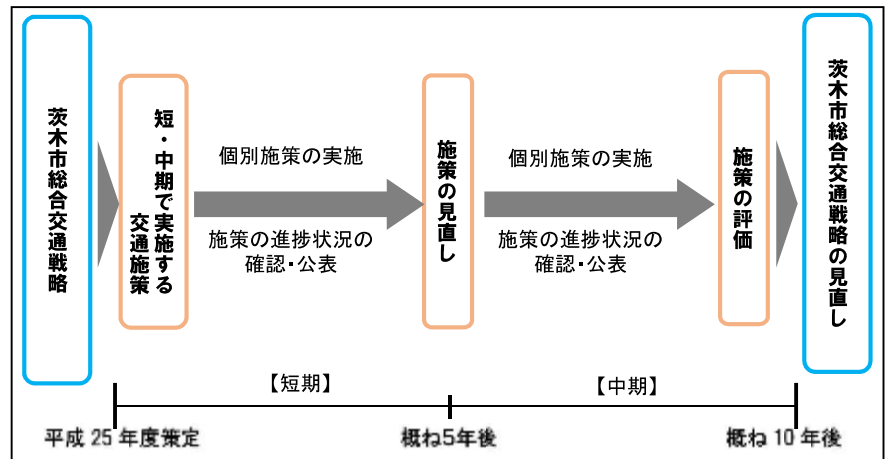 茨木市総合交通戦略
短・中期で実施する
交通施策
個別施策の実施
施策の進捗状況の
確認・公表
施策の見直し
個別施策の実施
施策の進捗状況の
確認・公表
施策の評価
茨木市総合交通戦略の見直し
【短期】
【中期】
平成25年度策定
概ね5年後
概ね10年後